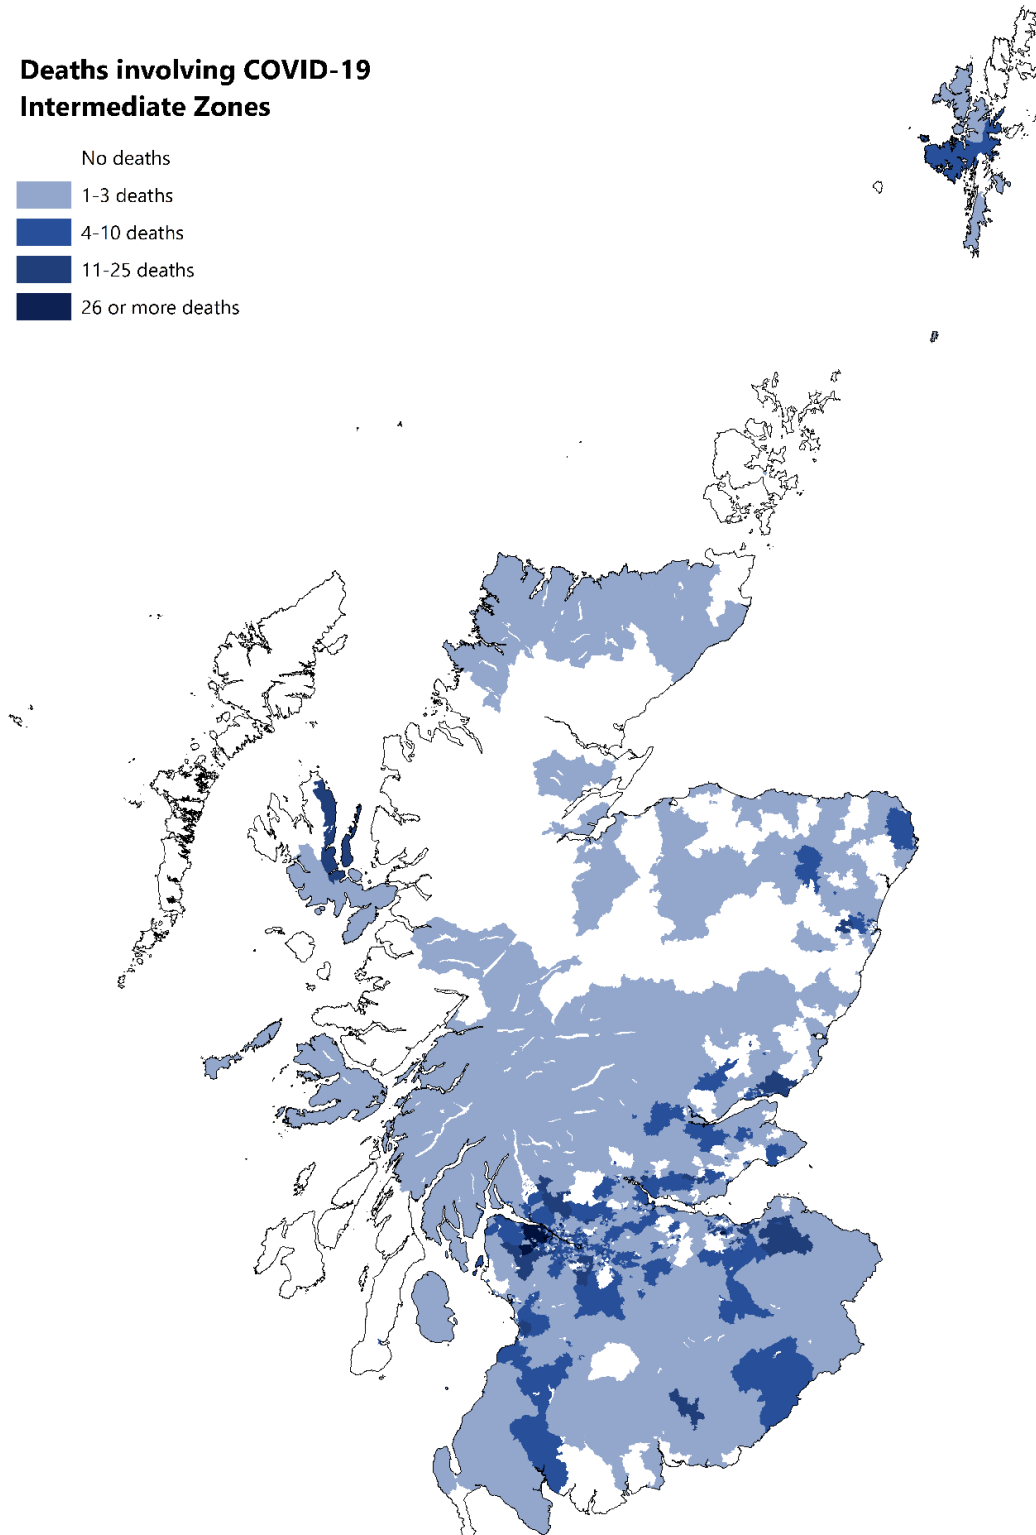 Deaths involving COVID-19
Intermediate Zones
No deaths
1-3 deaths
4-10 deaths
11-25 deaths
26 or more deaths